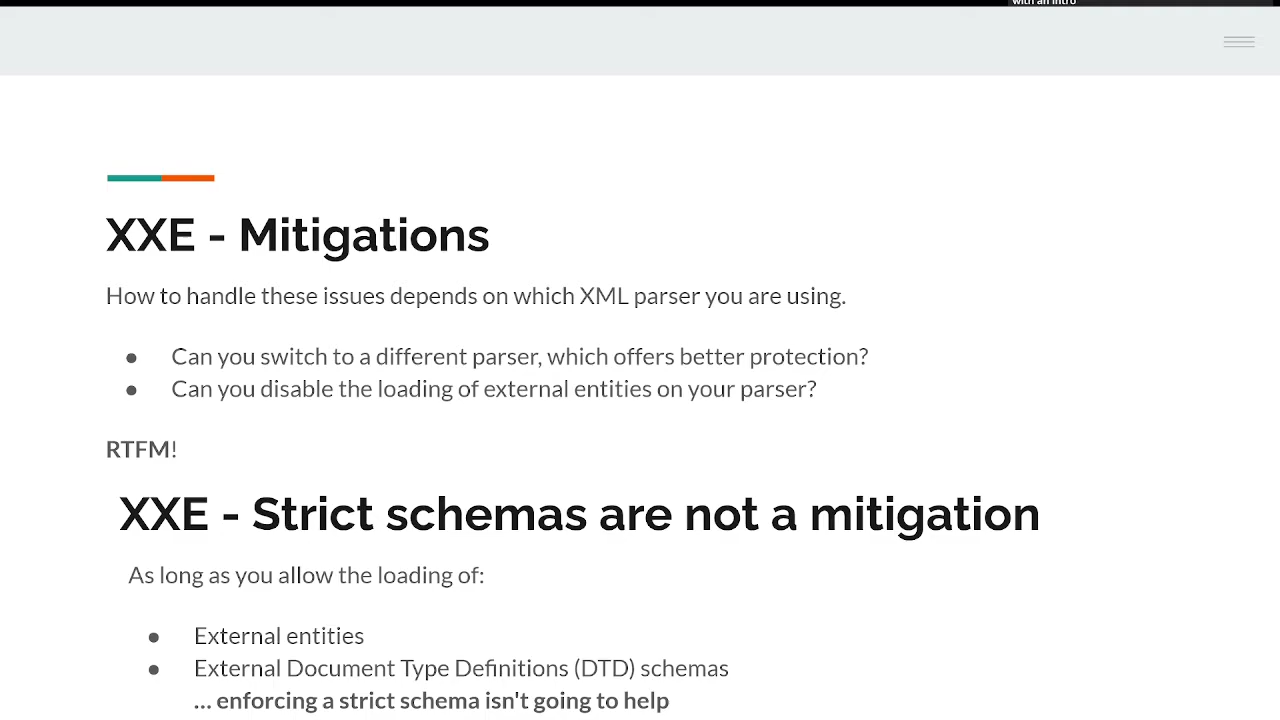 with an intro
XXE - Mitigations
How to handle these issues depends on which XML parser you are using.
● Can you switch to a different parser, which offers better protection?
● Can you disable the loading of external entities on your parser?
RTFM!
XXE - Strict schemas are not a mitigation
As long as you allow the loading of:
● External entities
● External Document Type Definitions (DTD) schemas
... enforcing a strict schema isn't going to help